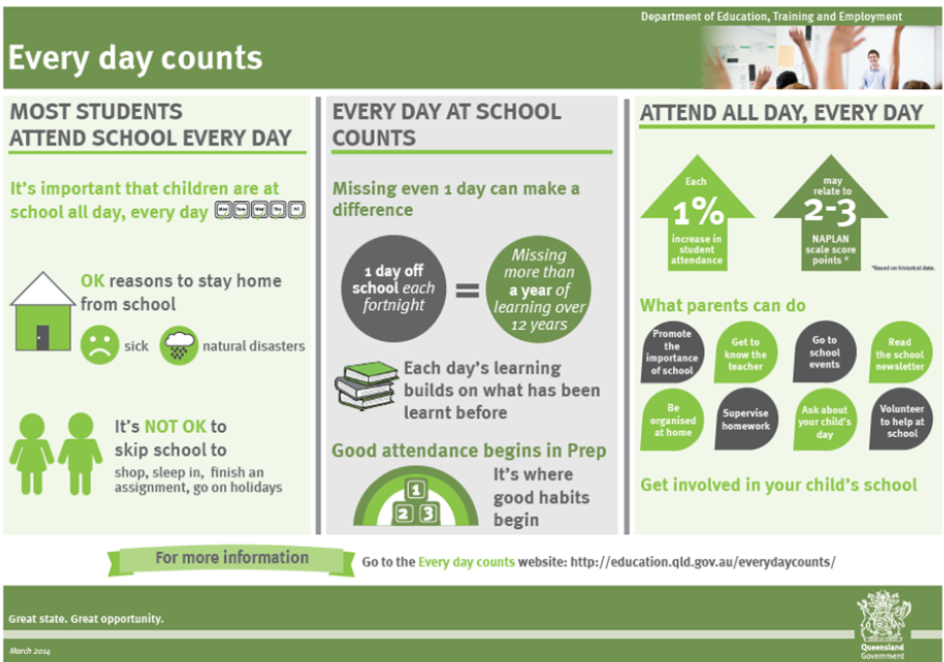 Department of Education, Training and Employment
Every day counts
MOST STUDENTS
ATTEND SCHOOL EVERY DAY
It's important that children are at
school all day, every day
Mon Tues Wed Thu Fri
OK reasons to stay home
from school
sick
natural disasters
It's NOT OK to
skip school to
shop, sleep in, finish an
assignment, go on holidays
EVERY DAY AT SCHOOL
COUNTS
Missing even 1 day can make a
difference
1 day off
school each
fortnight
=
Missing
more than
a year of
learning over
12 years
Each day's learning
builds on what has been
learnt before
Good attendance begins in Prep
1
2 3
It's where
good habits
begin
ATTEND ALL DAY, EVERY DAY
Each
1%
increase in
student
attendance
may
relate to
2-3
NAPLAN
scale score
points *
*Based on historical data.
What parents can do
Promote
the
importance
of school
Get to
know the
teacher
Go to
school
events
Read
the school
newsletter
Be
organised
at home
Supervise
homework
Ask about
your child's
day
Volunteer
to help at
school
Get involved in your child's school
For more information
Go to the Every day counts website: http://education.qld.gov.au/everydaycounts/
Great state. Great opportunity.
March 2014
Queensland
Government